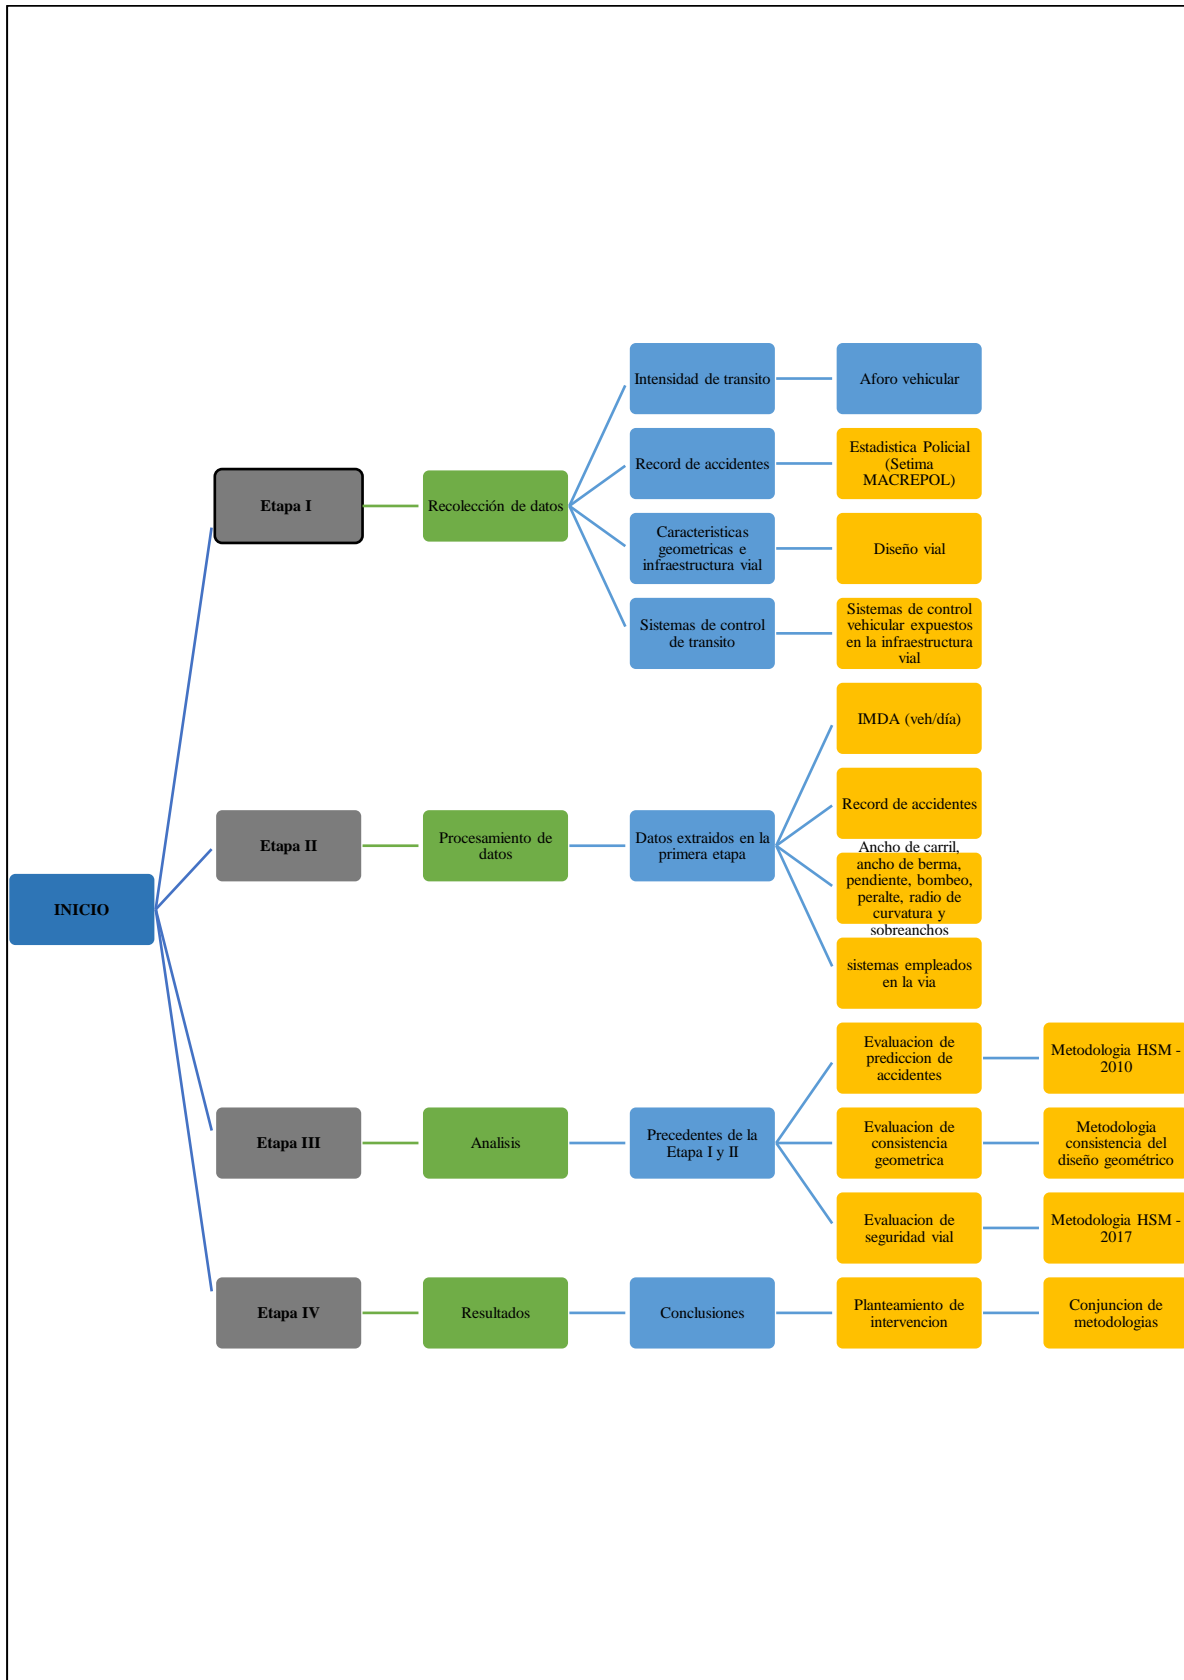 INICIO
Etapa I
Recolección de datos
Intensidad de transito
Aforo vehicular
Record de accidentes
Estadistica Policial
(Setima
MACREPOL)
Caracteristicas
geometricas e
infraestructura vial
Diseño vial
Sistemas de control
de transito
Sistemas de control
vehicular expuestos
en la infraestructura
vial
Etapa II
Procesamiento de
datos
Datos extraidos en la
primera etapa
IMDA (veh/día)
Record de accidentes
Ancho de carril,
ancho de berma,
pendiente, bombeo,
peralte, radio de
curvatura y
sobreanchos
sistemas empleados
en la via
Etapa III
Analisis
Precedentes de la
Etapa I y II
Evaluacion de
prediccion de
accidentes
Metodologia HSM -
2010
Evaluacion de
consistencia
geometrica
Metodologia
consistencia del
diseño geométrico
Evaluacion de
seguridad vial
Metodologia HSM -
2017
Etapa IV
Resultados
Conclusiones
Planteamiento de
intervencion
Conjuncion de
metodologias